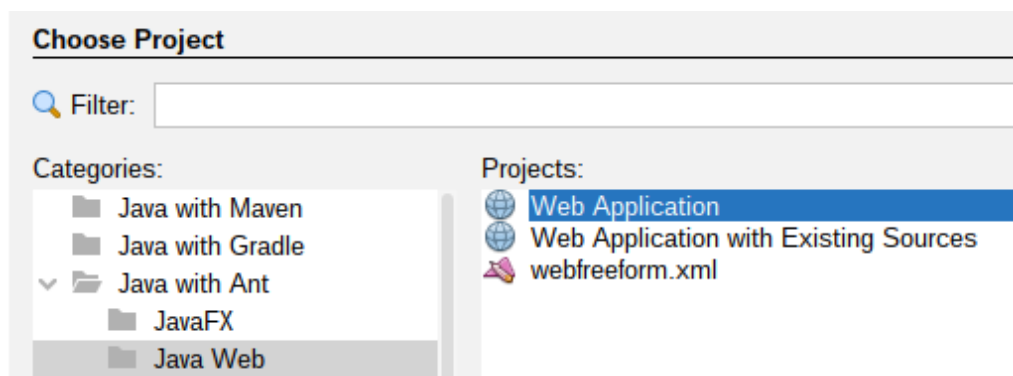 Choose Project
Filter:
Categories:
Java with Maven
Java with Gradle
Java with Ant
JavaFX
Java Web
Projects:
Web Application
Web Application with Existing Sources
webfreeform.xml